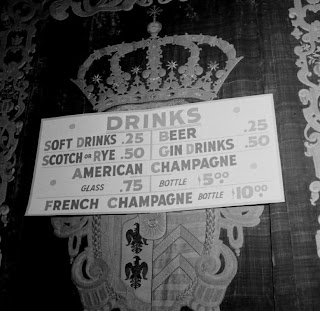 DRINKS
SOFT DRINKS .25 BEER .25
SCOTCH OR RYE .50 GIN DRINKS .50
AMERICAN CHAMPAGNE
GLASS .75 BOTTLE $5.00
FRENCH CHAMPAGNE BOTTLE $10.00